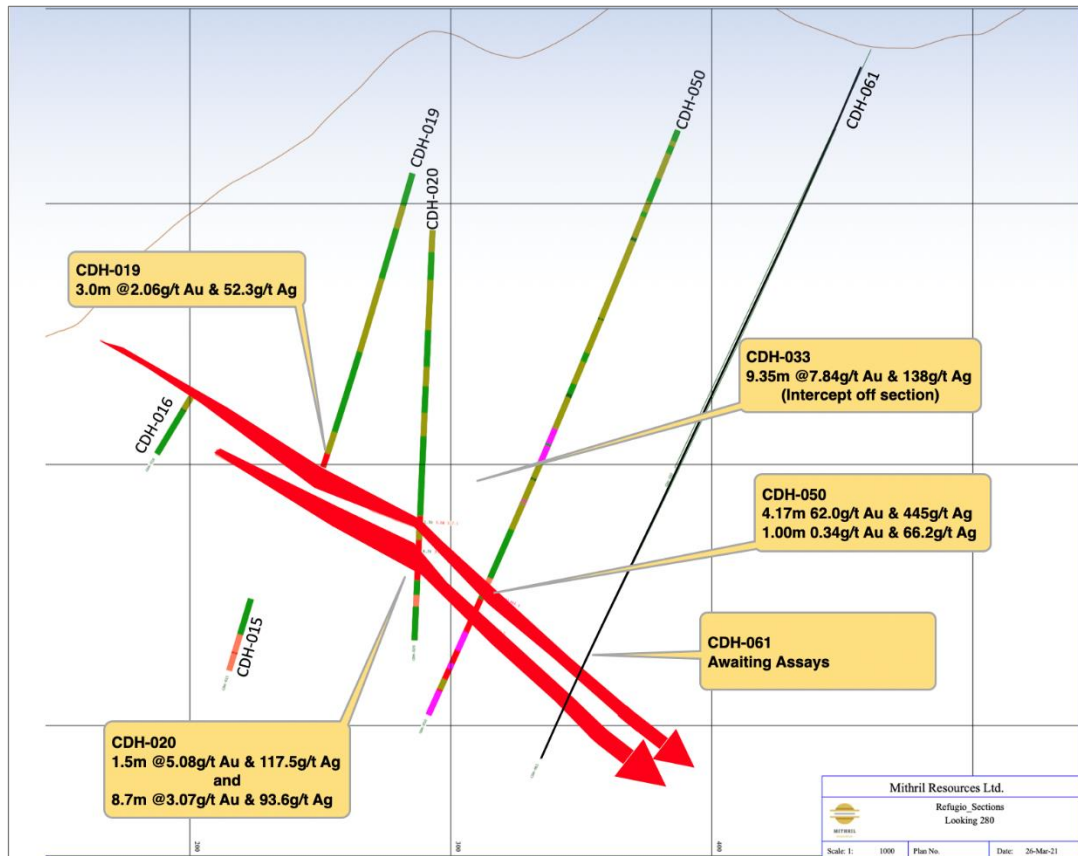 CDH-050
CDH-061
CDH-019
CDH-020
CDH-019
3.0m @2.06g/t Au & 52.3g/t Ag
CDH-033
9.35m @7.84g/t Au & 138g/t Ag
(Intercept off section)
CDH-016
CDH-050
4.17m 62.0g/t Au & 445g/t Ag
1.00m 0.34g/t Au & 66.2g/t Ag
CDH-015
CDH-061
Awaiting Assays
CDH-020
1.5m @5.08g/t Au & 117.5g/t Ag
and
8.7m @3.07g/t Au & 93.6g/t Ag
Mithril Resources Ltd.
Refugio_Sections
Looking 280
MITHRIL
Scale: 1: 1000 Plan No. Date: 26-Mar-21
200
300
400